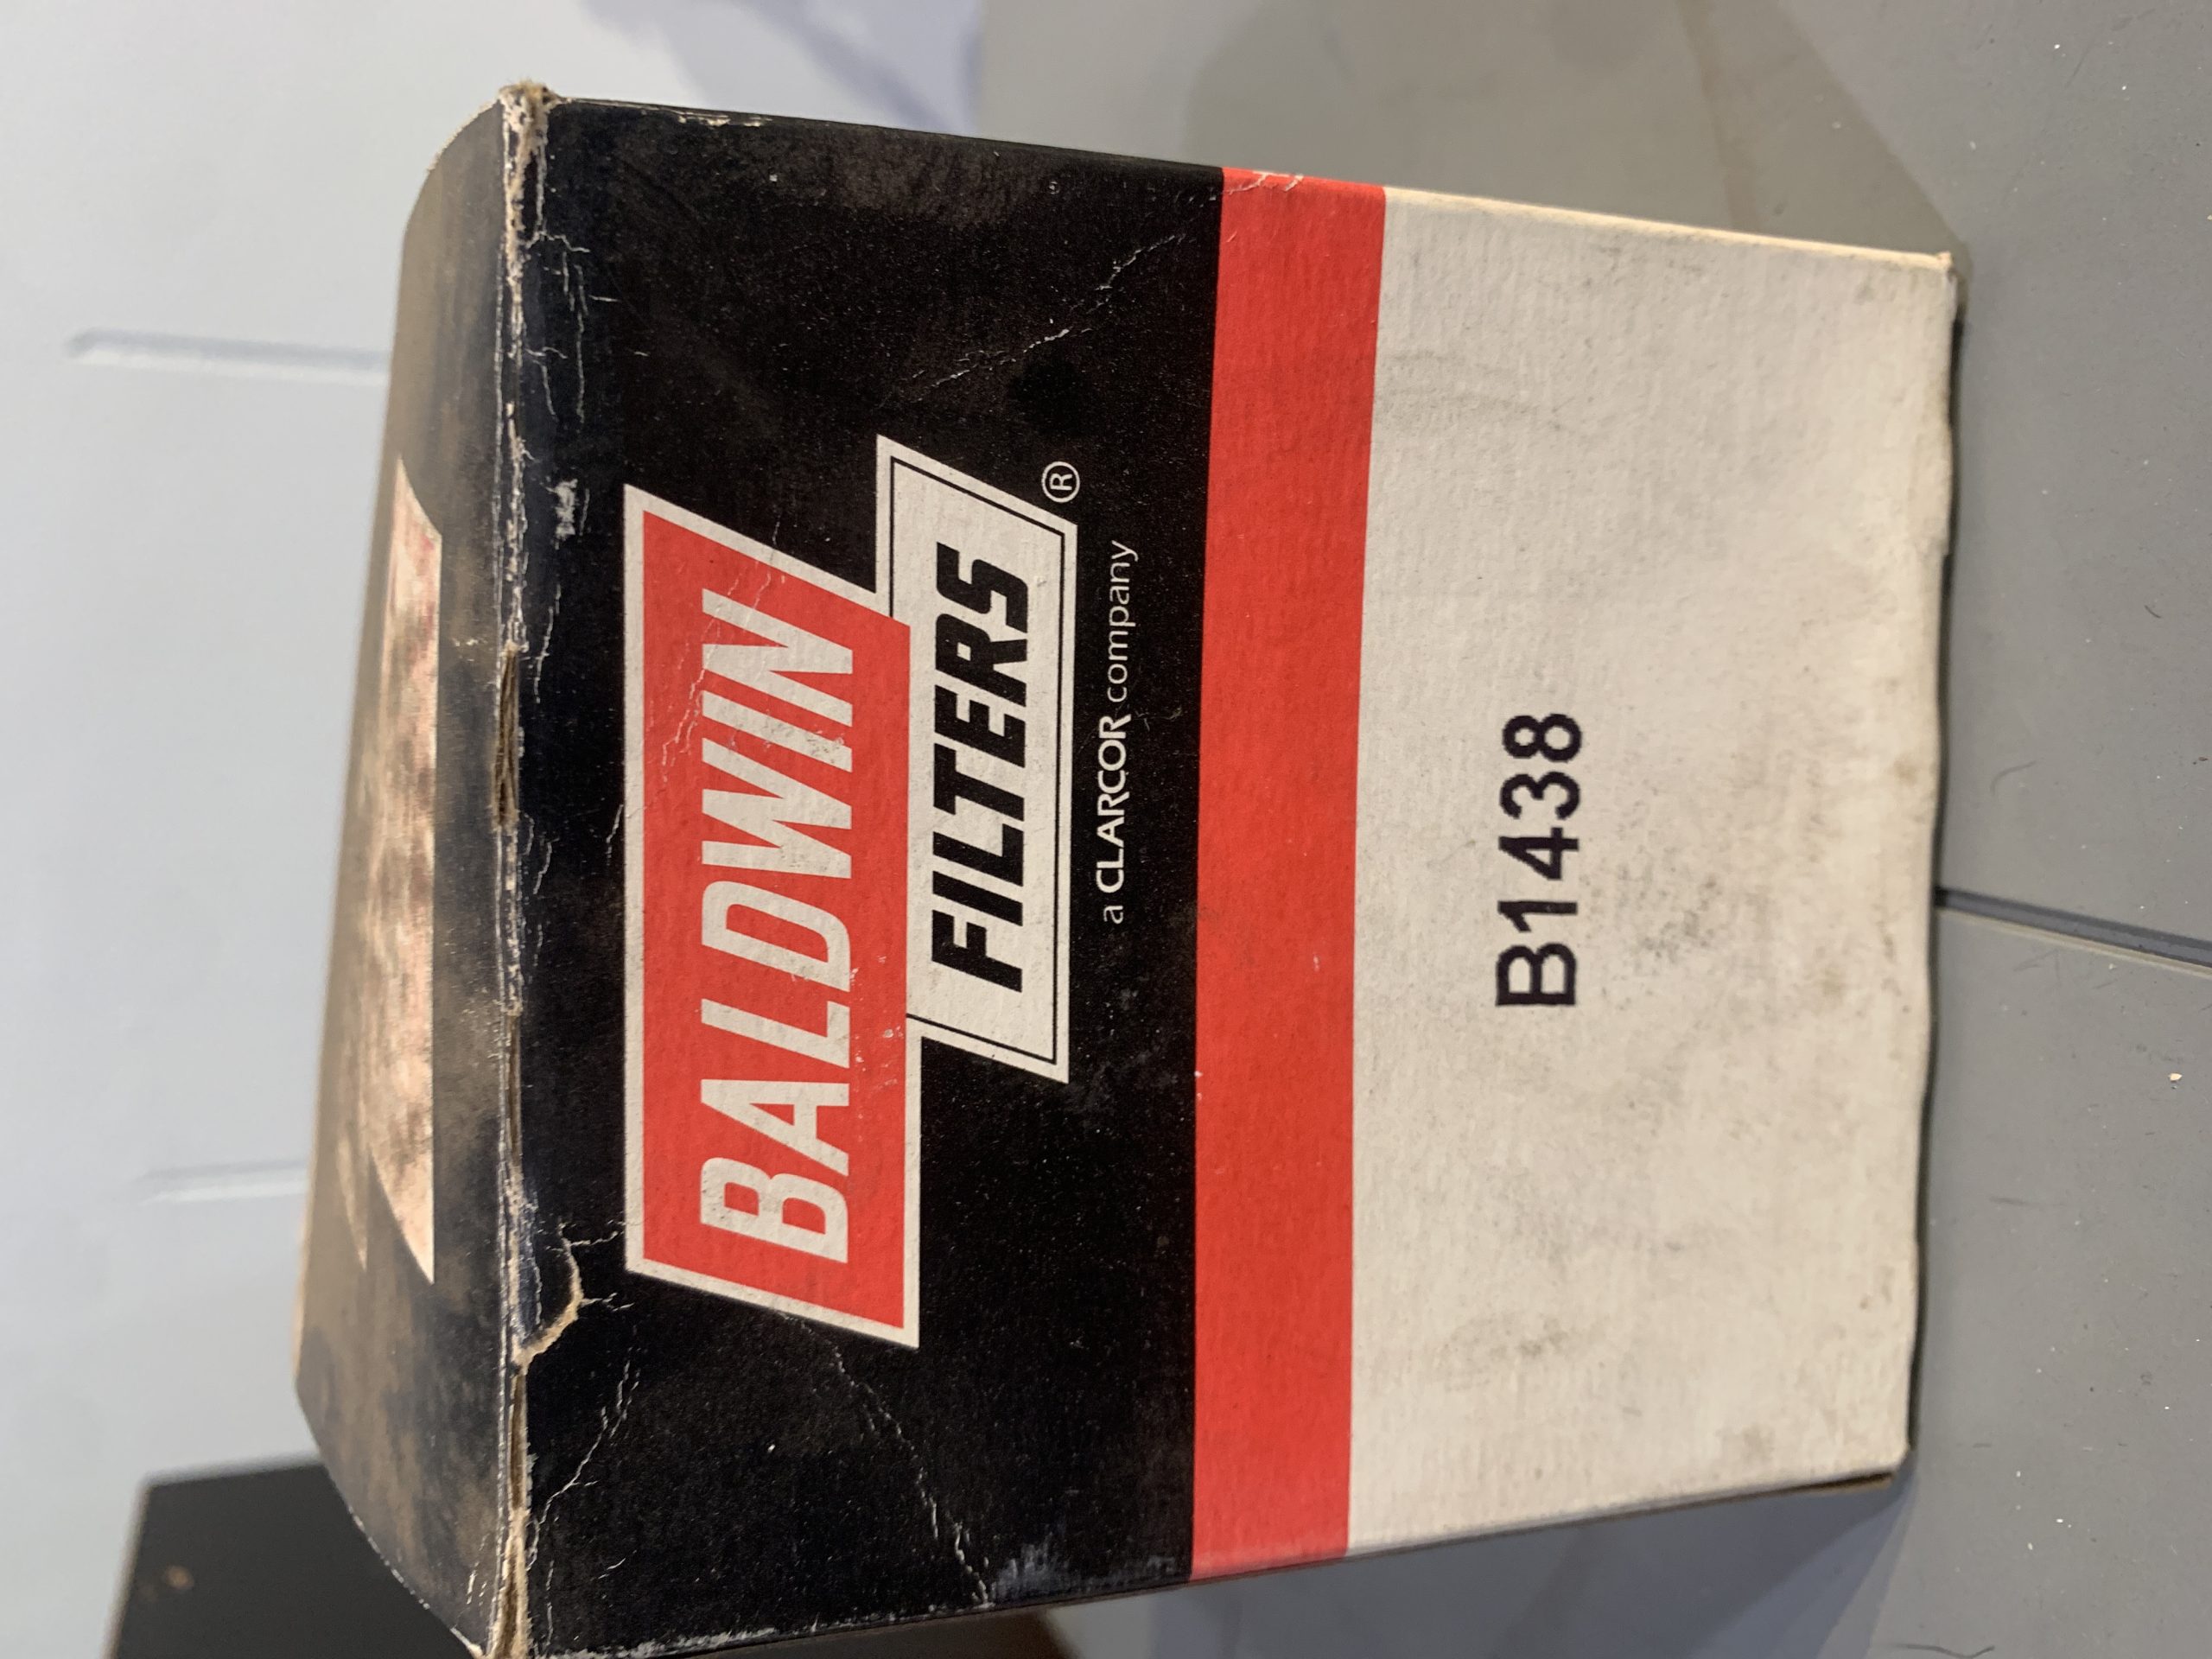 BALDWIN
FILTERS®
a CLARCOR company
B1438